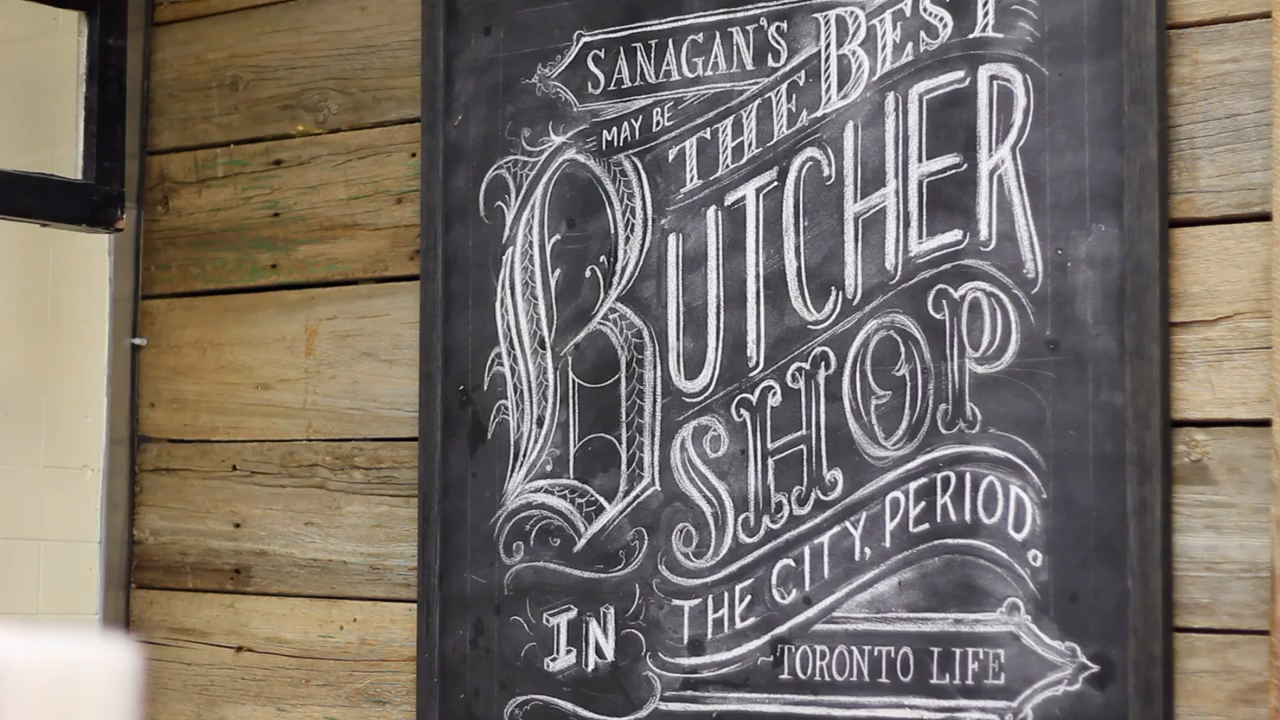 SANAGAN'S
MAY BE
THE BEST
BUTCHER
SHOP
IN THE CITY, PERIOD.
~TORONTO LIFE